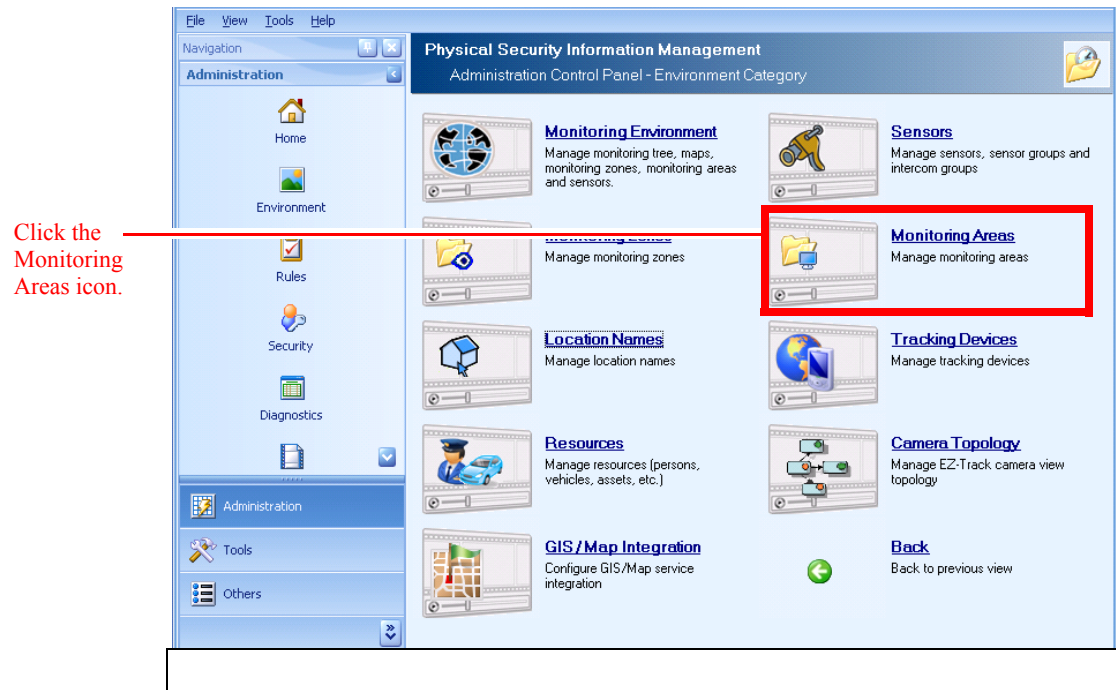 File View Tools Help
Navigation
Administration
Home
Environment
Rules
Security
Diagnostics
Administration
Tools
Others
Click the
Monitoring
Areas icon.
Physical Security Information Management
Administration Control Panel - Environment Category
Monitoring Environment
Manage monitoring tree, maps,
monitoring zones, monitoring areas
and sensors.
Sensors
Manage sensors, sensor groups and
intercom groups
Monitoring Zones
Manage monitoring zones
Monitoring Areas
Manage monitoring areas
Location Names
Manage location names
Tracking Devices
Manage tracking devices
Resources
Manage resources (persons,
vehicles, assets, etc.)
Camera Topology
Manage EZ-Track camera view
topology
GIS/Map Integration
Configure GIS/Map service
integration
Back
Back to previous view